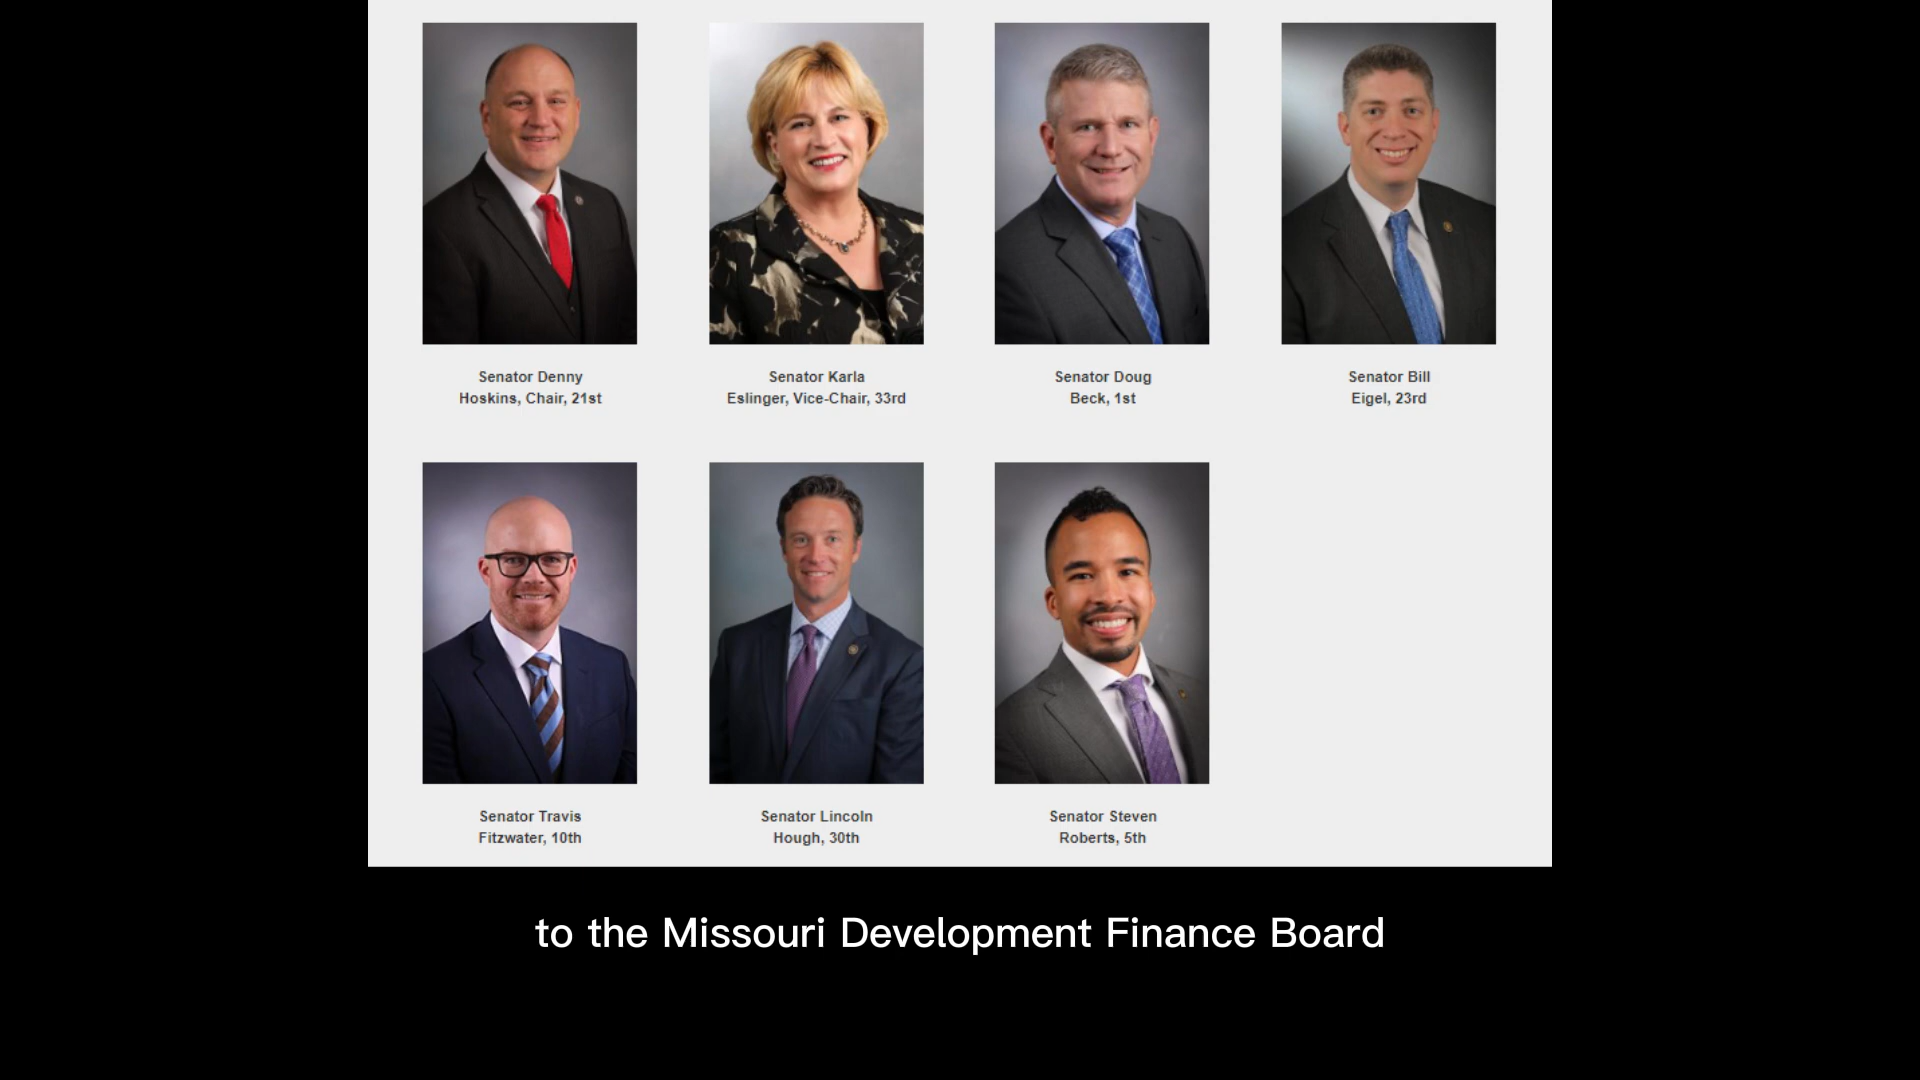 Senator Denny
Hoskins, Chair, 21st
Senator Karla
Eslinger, Vice-Chair, 33rd
Senator Doug
Beck, 1st
Senator Bill
Eigel, 23rd
Senator Travis
Fitzwater, 10th
Senator Lincoln
Hough, 30th
Senator Steven
Roberts, 5th
to the Missouri Development Finance Board